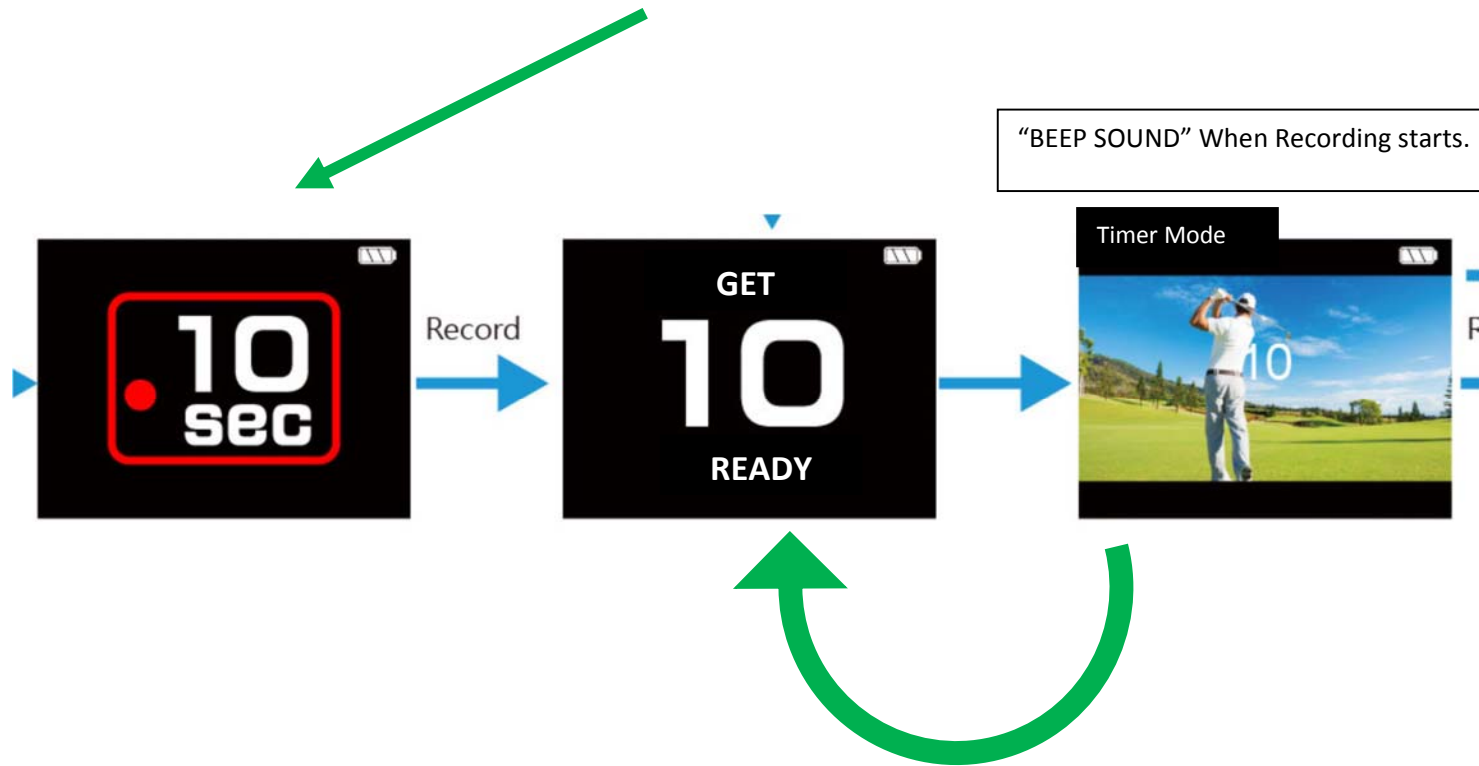 “BEEP SOUND” When Recording starts.
Timer Mode
10
sec
Record
GET
10
READY
10